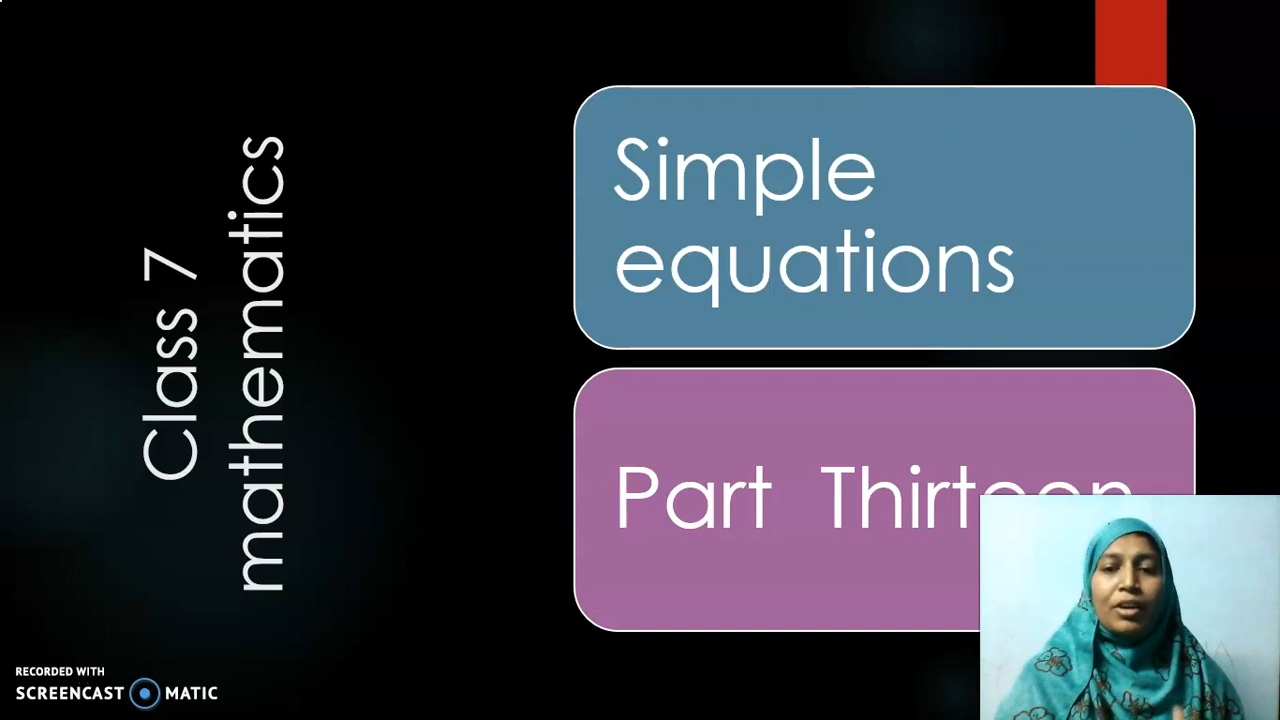 Class 7
mathematics
Simple
equations
Part Thirteen
RECORDED WITH
SCREENCAST MATIC